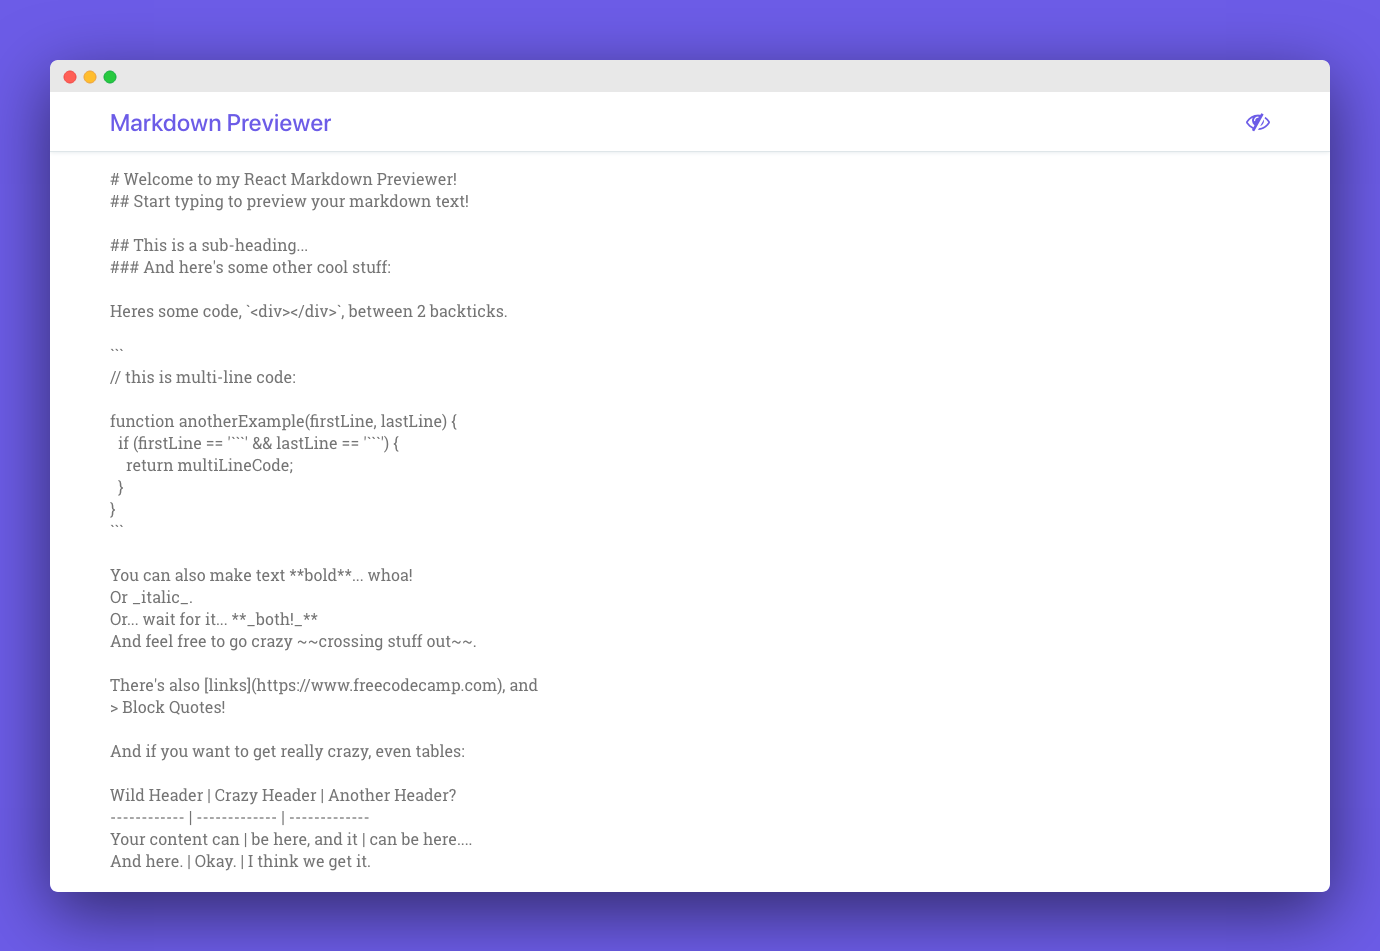 Markdown Previewer
# Welcome to my React Markdown Previewer!
## Start typing to preview your markdown text!
## This is a sub-heading...
### And here's some other cool stuff:
Heres some code, `<div></div>`, between 2 backticks.
```
// this is multi-line code:
function anotherExample(firstLine, lastLine) {
  if (firstLine == '```' && lastLine == '```') {
    return multiLineCode;
  }
}
```
You can also make text **bold**... whoa!
Or _italic_.
Or... wait for it... **_both!_**
And feel free to go crazy ~~crossing stuff out~~.
There's also [links](https://www.freecodecamp.com), and
> Block Quotes!
And if you want to get really crazy, even tables:
Wild Header | Crazy Header | Another Header?
------------ | ------------- | -------------
Your content can | be here, and it | can be here....
And here. | Okay. | I think we get it.